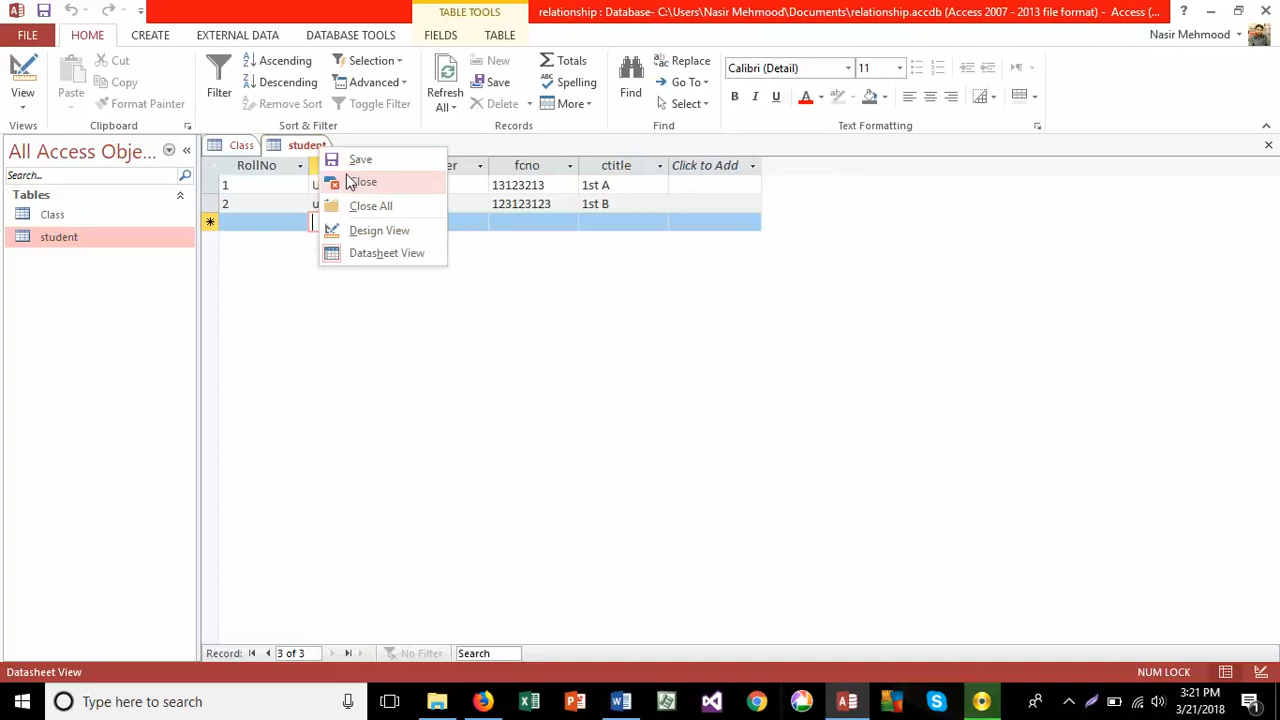 TABLE TOOLS
relationship : Database- C:\Users\Nasir Mehmood\Documents\relationship.accdb (Access 2007 - 2013 file format) - Access (...
FILE HOME CREATE EXTERNAL DATA DATABASE TOOLS FIELDS TABLE
Nasir Mehmood
View
Views
Paste
Cut
Copy
Format Painter
Clipboard
Filter
Ascending
Descending
Remove Sort
Selection
Advanced
Toggle Filter
Sort & Filter
Refresh
All
New
Save
Delete
Totals
Spelling
More
Records
Find
Replace
Go To
Select
Find
Calibri (Detail) 11
B I U A
Text Formatting
All Access Obje...
Search...
Tables
Class
student
Class student
RollNo er fcno ctitle Click to Add
1 U 13123213 1st A
2 u 123123123 1st B
Save
Close
Close All
Design View
Datasheet View
Record: 3 of 3 No Filter Search
Datasheet View NUM LOCK
Type here to search
3:21 PM
3/21/2018
1